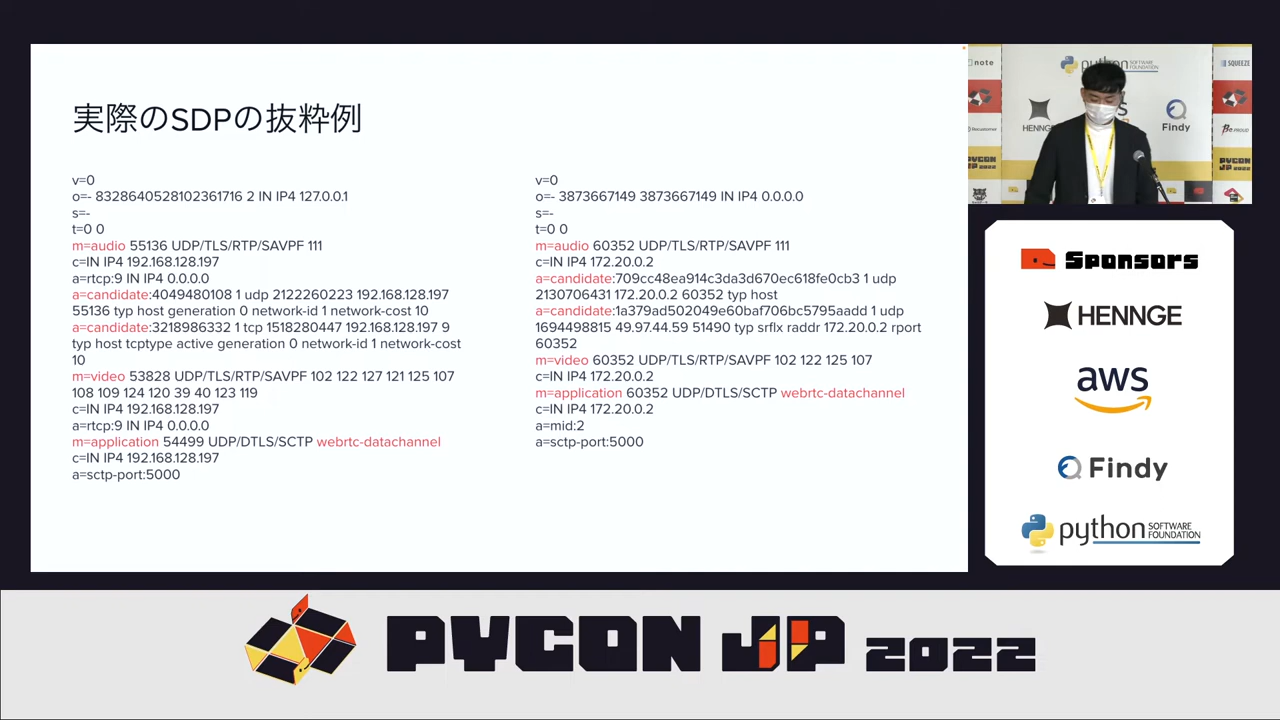 実際のSDPの抜粋例
v=0
o=- 8328640528102361716 2 IN IP4 127.0.0.1
s=-
t=0 0
m=audio 55136 UDP/TLS/RTP/SAVPF 111
c=IN IP4 192.168.128.197
a=rtcp:9 IN IP4 0.0.0.0
a=candidate:4049480108 1 udp 2122260223 192.168.128.197
55136 typ host generation 0 network-id 1 network-cost 10
a=candidate:3218986332 1 tcp 1518280447 192.168.128.197 9
typ host tcptype active generation 0 network-id 1 network-cost
10
m=video 53828 UDP/TLS/RTP/SAVPF 102 122 127 121 125 107
108 109 124 120 39 40 123 119
c=IN IP4 192.168.128.197
a=rtcp:9 IN IP4 0.0.0.0
m=application 54499 UDP/DTLS/SCTP webrtc-datachannel
c=IN IP4 192.168.128.197
a=sctp-port:5000
v=0
o=- 3873667149 3873667149 IN IP4 0.0.0.0
s=-
t=0 0
m=audio 60352 UDP/TLS/RTP/SAVPF 111
c=IN IP4 172.20.0.2
a=candidate:709cc48ea914c3da3d670ec618fe0cb3 1 udp
2130706431 172.20.0.2 60352 typ host
a=candidate:1a379ad502049e60baf706bc5795aadd 1 udp
1694498815 49.97.44.59 51490 typ srflx raddr 172.20.0.2 rport
60352
m=video 60352 UDP/TLS/RTP/SAVPF 102 122 125 107
c=IN IP4 172.20.0.2
m=application 60352 UDP/DTLS/SCTP webrtc-datachannel
c=IN IP4 172.20.0.2
a=mid:2
a=sctp-port:5000
note
python SOFTWARE FOUNDATION
SQUEEZE
HENNGE
Findy
Be PROUD
PYCON JP 2022
Sponsors
HENNGE
aws
Findy
python SOFTWARE FOUNDATION
PYCON JP 2022